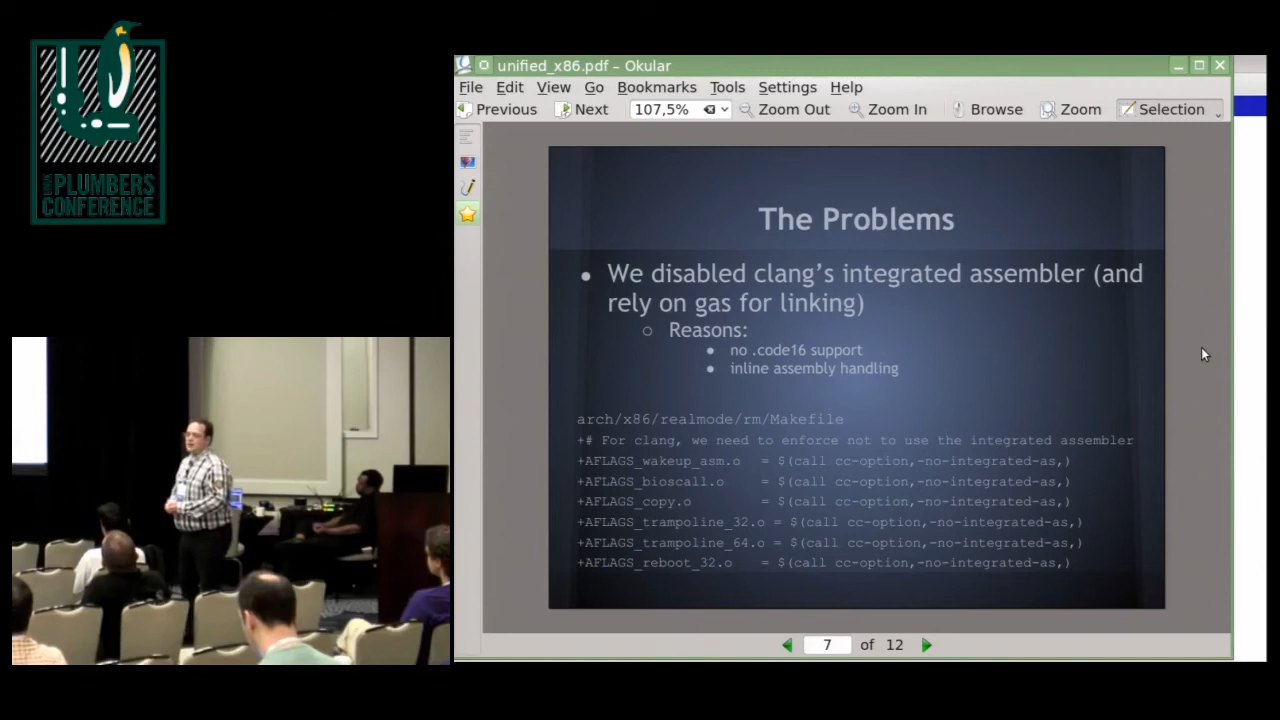 LINUX
PLUMBERS
CONFERENCE
unified_x86.pdf – Okular
File Edit View Go Bookmarks Tools Settings Help
Previous Next 107,5% Zoom Out Zoom In Browse Zoom Selection
The Problems
● We disabled clang’s integrated assembler (and
rely on gas for linking)
○ Reasons:
● no .code16 support
● inline assembly handling
arch/x86/realmode/rm/Makefile
+# For clang, we need to enforce not to use the integrated assembler
+AFLAGS_wakeup_asm.o = $(call cc-option,-no-integrated-as,)
+AFLAGS_bioscall.o = $(call cc-option,-no-integrated-as,)
+AFLAGS_copy.o = $(call cc-option,-no-integrated-as,)
+AFLAGS_trampoline_32.o = $(call cc-option,-no-integrated-as,)
+AFLAGS_trampoline_64.o = $(call cc-option,-no-integrated-as,)
+AFLAGS_reboot_32.o = $(call cc-option,-no-integrated-as,)
7 of 12